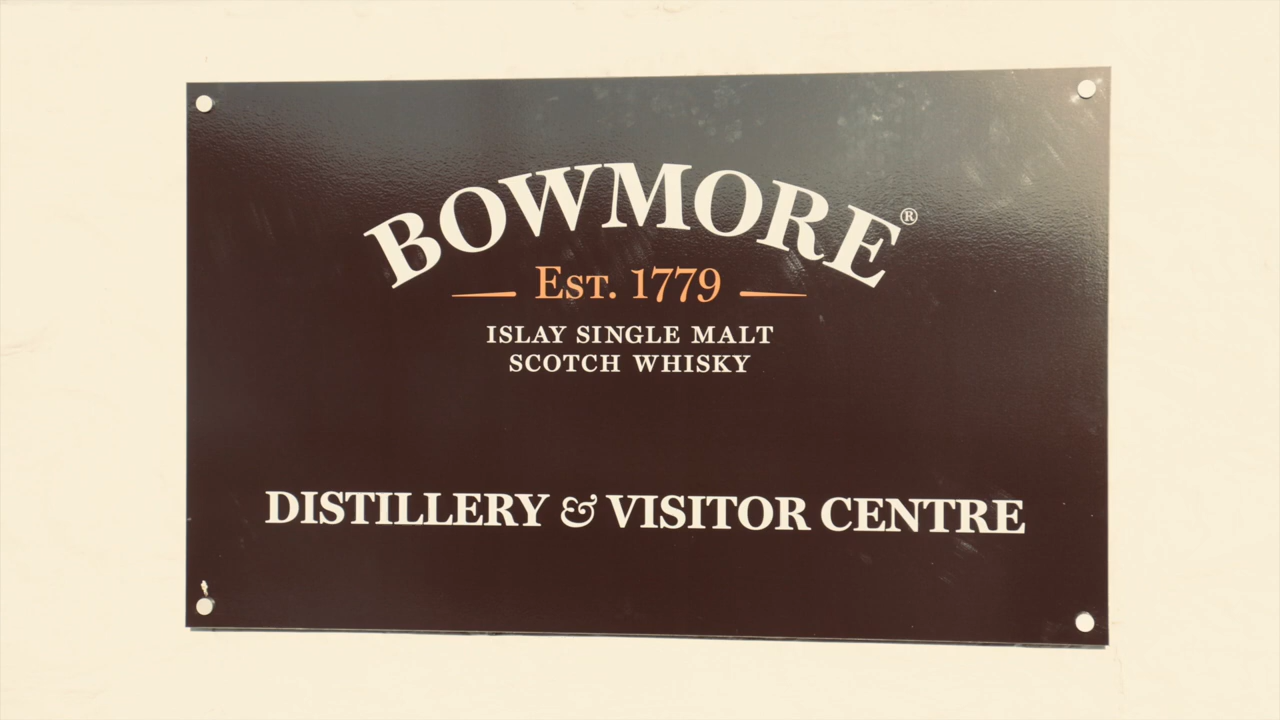 BOWMORE®
EST. 1779
ISLAY SINGLE MALT
SCOTCH WHISKY
DISTILLERY & VISITOR CENTRE